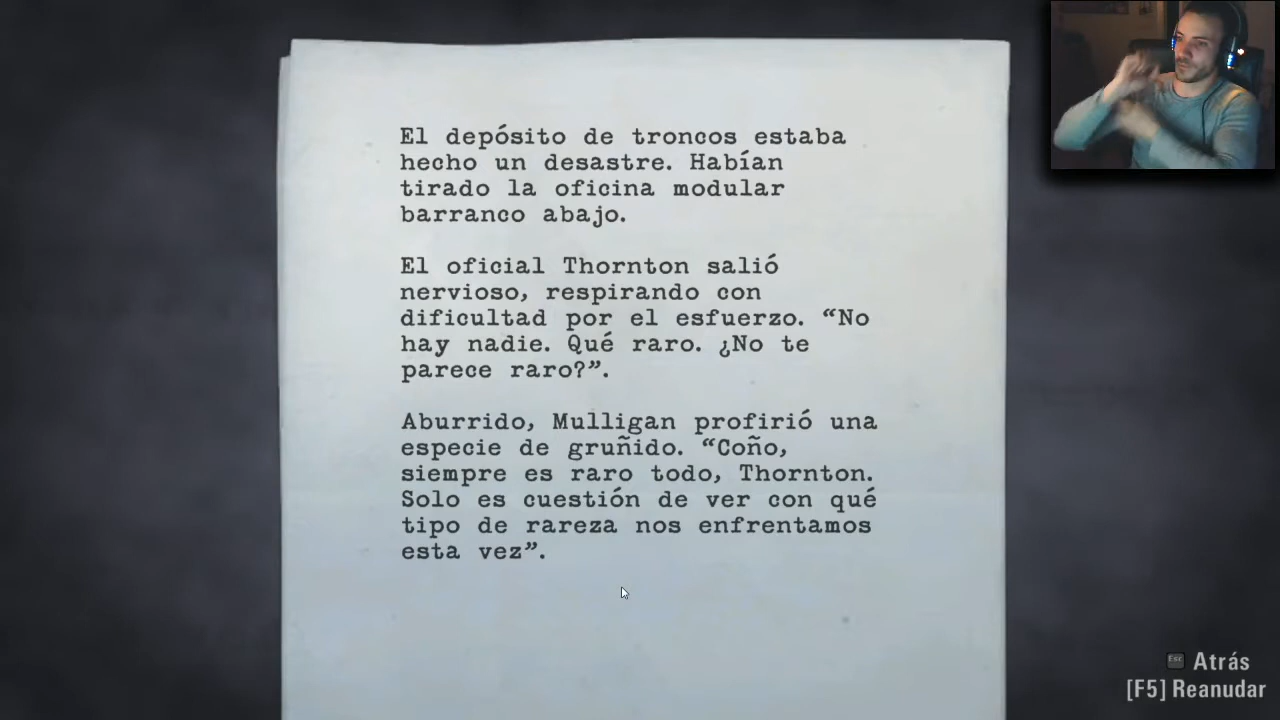 El depósito de troncos estaba
hecho un desastre. Habían
tirado la oficina modular
barranco abajo.
El oficial Thornton salió
nervioso, respirando con
dificultad por el esfuerzo. “No
hay nadie. Qué raro. ¿No te
parece raro?”.
Aburrido, Mulligan profirió una
especie de gruñido. “Coño,
siempre es raro todo, Thornton.
Solo es cuestión de ver con qué
tipo de rareza nos enfrentamos
esta vez”.
Esc Atrás
[F5] Reanudar